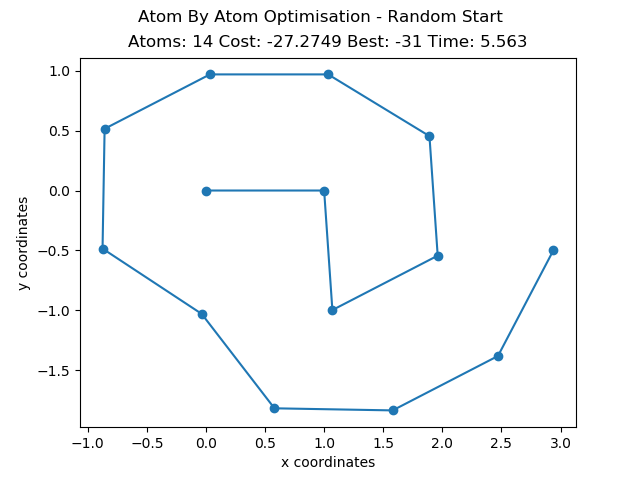 Atom By Atom Optimisation - Random Start
Atoms: 14 Cost: -27.2749 Best: -31 Time: 5.563
1.0
0.5
0.0
−0.5
−1.0
−1.5
y coordinates
−1.0 −0.5 0.0 0.5 1.0 1.5 2.0 2.5 3.0
x coordinates